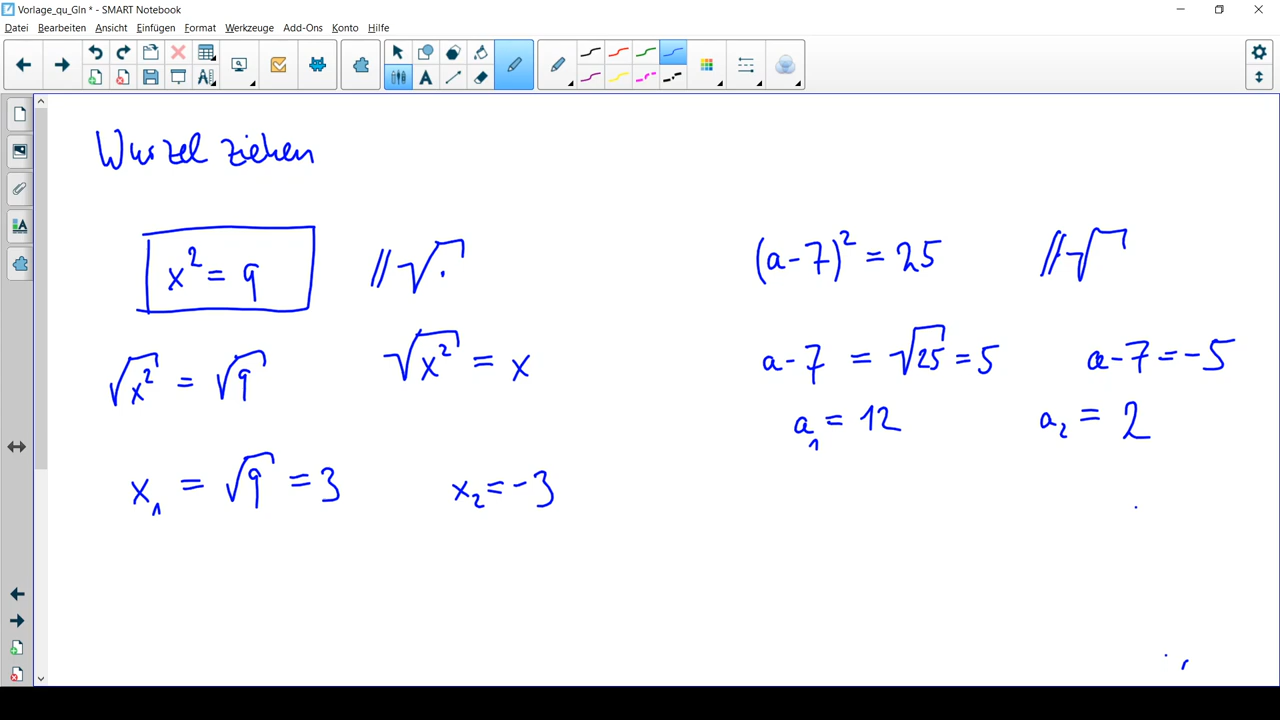 Vorlage_qu_Gln * - SMART Notebook
Datei Bearbeiten Ansicht Einfügen Format Werkzeuge Add-Ons Konto Hilfe
Wurzel ziehen
x² = 9 // √.
√x² = √9 √x² = x
x₁ = √9 = 3 x₂ = -3
(a-7)² = 25 // √
a-7 = √25 = 5 a-7 = -5
a₁ = 12 a₂ = 2